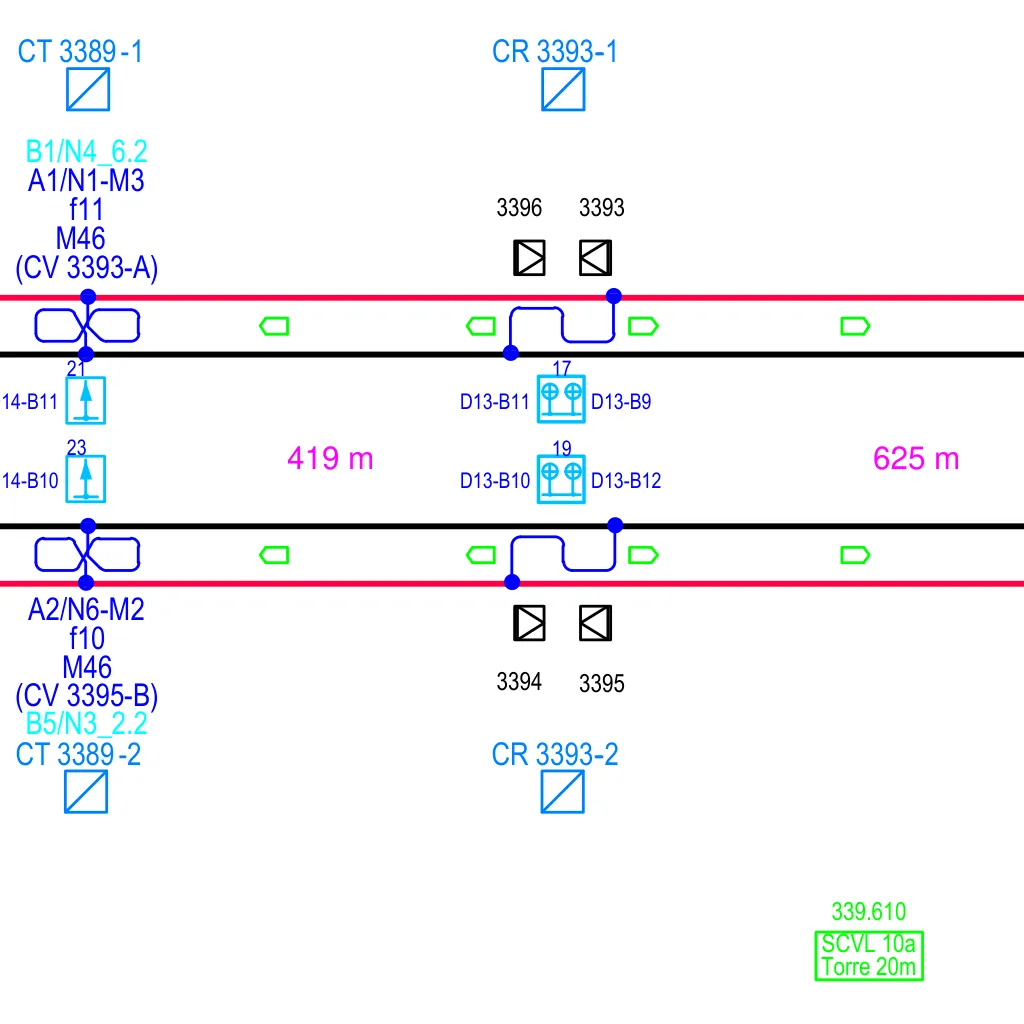 CT 3389-1
CR 3393-1
B1/N4_6.2
A1/N1-M3
f11
M46
(CV 3393-A)
3396
3393
21
17
14-B11
D13-B11
D13-B9
23
19
419 m
625 m
14-B10
D13-B10
D13-B12
A2/N6-M2
f10
M46
(CV 3395-B)
B5/N3_2.2
3394
3395
CT 3389-2
CR 3393-2
339.610
SCVL 10a
Torre 20m